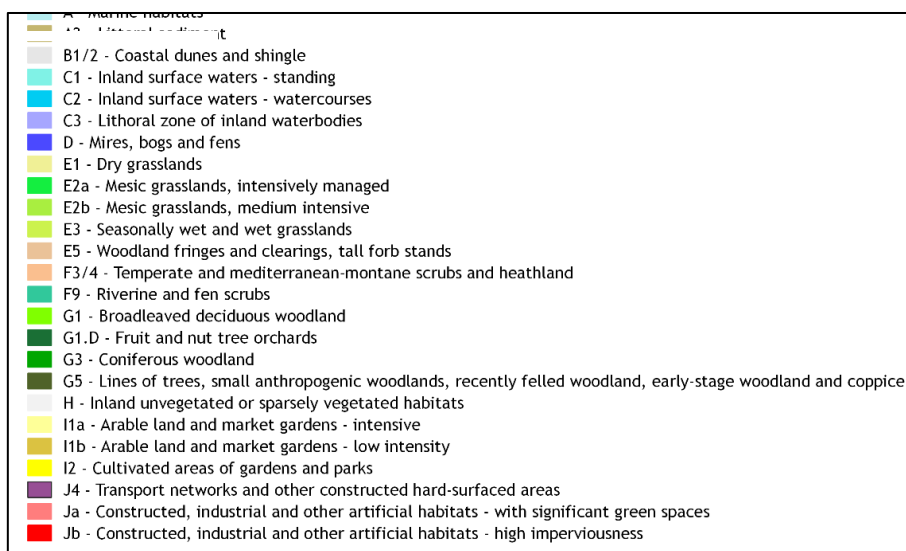 A - Marine habitats
A2 - Littoral sediment
B1/2 - Coastal dunes and shingle
C1 - Inland surface waters - standing
C2 - Inland surface waters - watercourses
C3 - Lithoral zone of inland waterbodies
D - Mires, bogs and fens
E1 - Dry grasslands
E2a - Mesic grasslands, intensively managed
E2b - Mesic grasslands, medium intensive
E3 - Seasonally wet and wet grasslands
E5 - Woodland fringes and clearings, tall forb stands
F3/4 - Temperate and mediterranean-montane scrubs and heathland
F9 - Riverine and fen scrubs
G1 - Broadleaved deciduous woodland
G1.D - Fruit and nut tree orchards
G3 - Coniferous woodland
G5 - Lines of trees, small anthropogenic woodlands, recently felled woodland, early-stage woodland and coppice
H - Inland unvegetated or sparsely vegetated habitats
I1a - Arable land and market gardens - intensive
I1b - Arable land and market gardens - low intensity
I2 - Cultivated areas of gardens and parks
J4 - Transport networks and other constructed hard-surfaced areas
Ja - Constructed, industrial and other artificial habitats - with significant green spaces
Jb - Constructed, industrial and other artificial habitats - high imperviousness